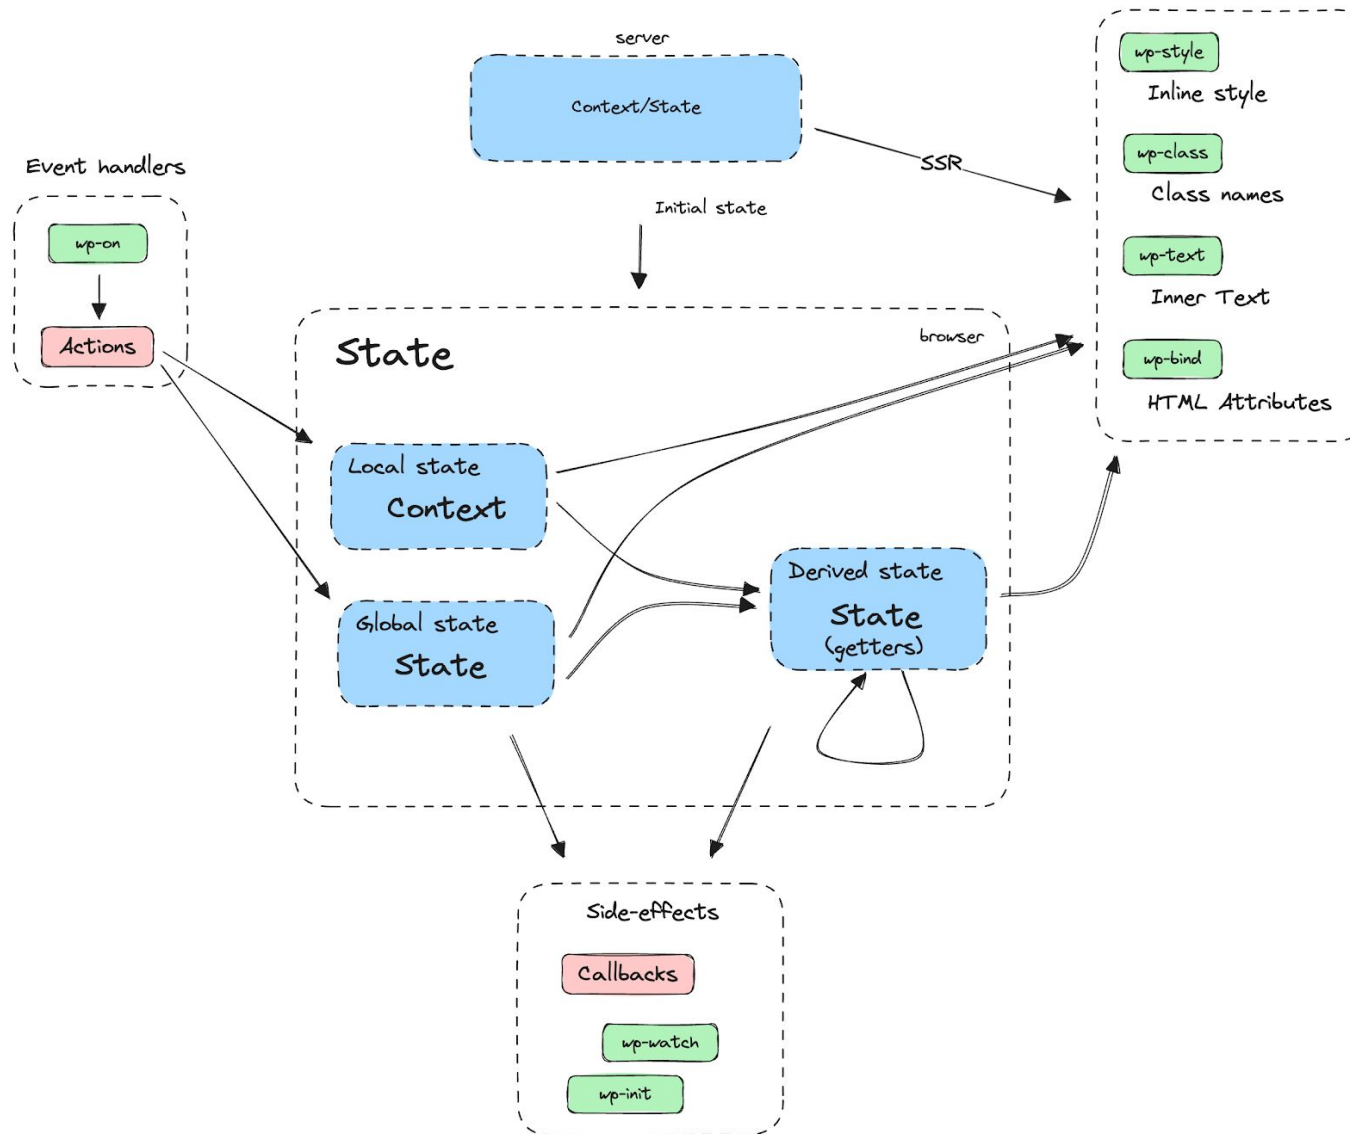 server
Context/State
SSR
Initial state
Event handlers
wp-on
Actions
State
browser
Local state
Context
Global state
State
Derived state
State
(getters)
wp-style
Inline style
wp-class
Class names
wp-text
Inner Text
wp-bind
HTML Attributes
Side-effects
Callbacks
wp-watch
wp-init